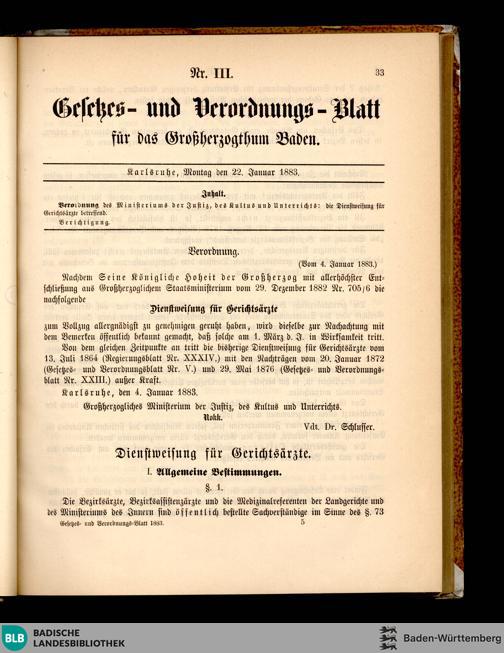 Nr. III.
33
Gesetzes- und Verordnungs-Blatt
für das Großherzogthum Baden.
Karlsruhe, Montag den 22. Januar 1883.
Inhalt.
Verordnung des Ministeriums der Justiz, des Kultus und Unterrichts: die Dienstweisung für
Gerichtsärzte betreffend.
Berichtigung.
Verordnung.
(Vom 4. Januar 1883.)
Nachdem Seine Königliche Hoheit der Großherzog mit allerhöchster Ent-
schließung aus Großherzoglichem Staatsministerium vom 29. Dezember 1882 Nr. 705/6 die
nachfolgende
Dienstweisung für Gerichtsärzte
zum Vollzug allergnädigst zu genehmigen geruht haben, wird dieselbe zur Nachachtung mit
dem Bemerken öffentlich bekannt gemacht, daß solche am 1. März d. J. in Wirksamkeit tritt.
Von dem gleichen Zeitpunkte an tritt die bisherige Dienstweisung für Gerichtsärzte vom
13. Juli 1864 (Regierungsblatt Nr. XXXIV.) mit den Nachträgen vom 20. Januar 1872
(Gesetzes- und Verordnungsblatt Nr. V.) und 29. Mai 1876 (Gesetzes- und Verordnungs-
blatt Nr. XXIII.) außer Kraft.
Karlsruhe, den 4. Januar 1883.
Großherzogliches Ministerium der Justiz, des Kultus und Unterrichts.
Nokk.
Vdt. Dr. Schlusser.
Dienstweisung für Gerichtsärzte.
I. Allgemeine Bestimmungen.
§. 1.
Die Bezirksärzte, Bezirksassistenzärzte und die Medizinalreferenten der Landgerichte und
des Ministeriums des Innern sind öffentlich bestellte Sachverständige im Sinne des §. 73
Gesetzes- und Verordnungs-Blatt 1883.
5
BLB BADISCHE
LANDESBIBLIOTHEK
Baden-Württemberg